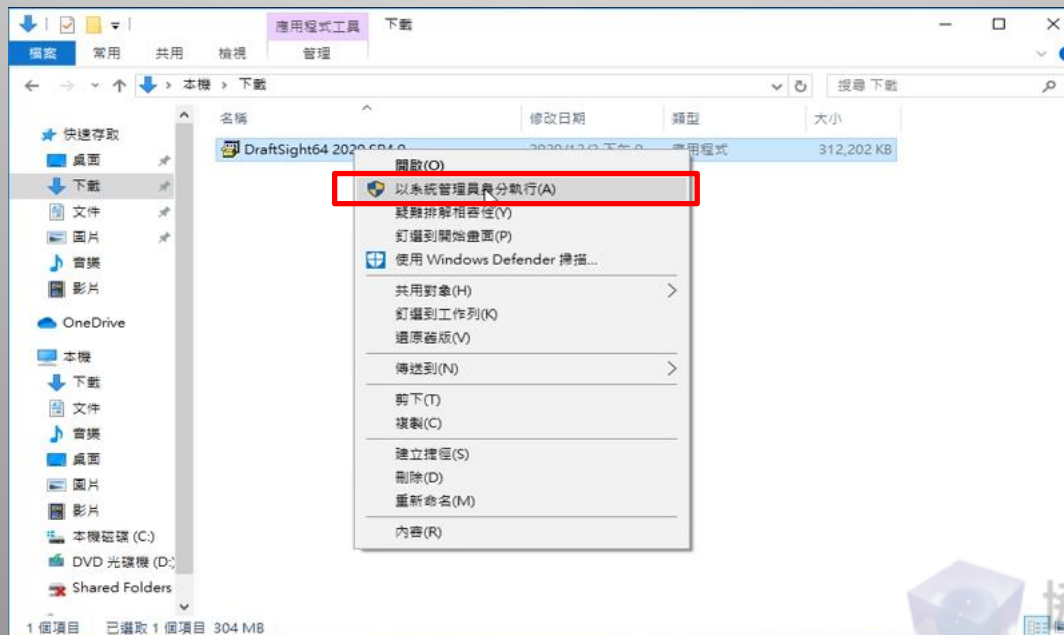 應用程式工具 下載
檔案 常用 共用 檢視 管理
本機 › 下載 搜尋 下載
名稱 修改日期 類型 大小
DraftSight64 2020 312,202 KB
快速存取
桌面
下載
文件
圖片
音樂
影片
OneDrive
本機
下載
文件
音樂
桌面
圖片
影片
本機磁碟 (C:)
DVD 光碟機 (D:)
Shared Folders
開啟(O)
以系統管理員身分執行(A)
疑難排解相容性(Y)
釘選到開始畫面(P)
使用 Windows Defender 掃描...
共用對象(H)
釘選到工作列(K)
還原舊版(V)
傳送到(N)
剪下(T)
複製(C)
建立捷徑(S)
刪除(D)
重新命名(M)
內容(R)
1 個項目 已選取 1 個項目 304 MB